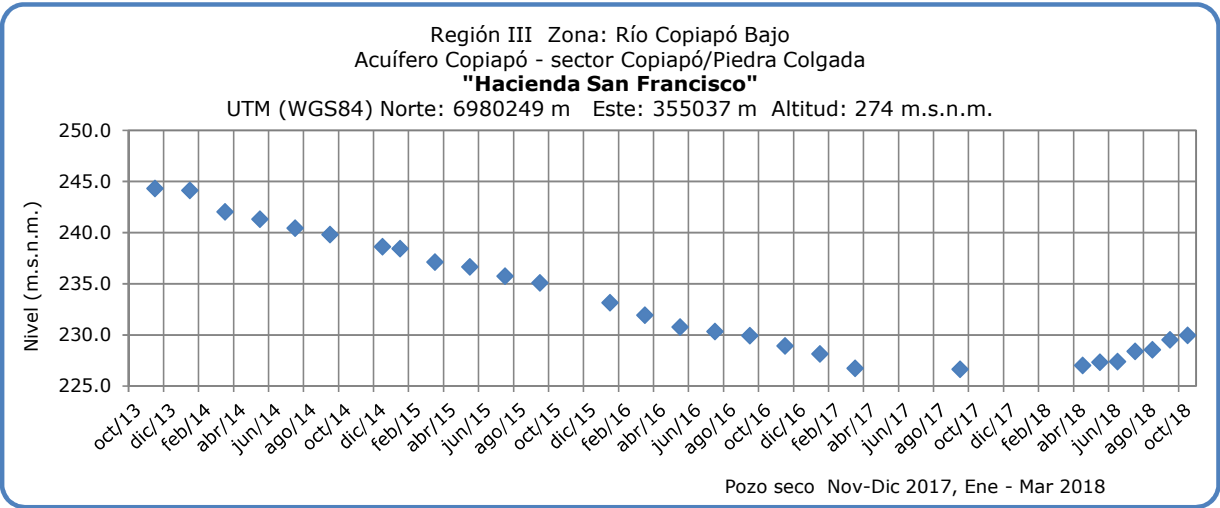 Región III Zona: Río Copiapó Bajo
Acuífero Copiapó - sector Copiapó/Piedra Colgada
"Hacienda San Francisco"
UTM (WGS84) Norte: 6980249 m Este: 355037 m Altitud: 274 m.s.n.m.
Nivel (m.s.n.m.)
250.0
245.0
240.0
235.0
230.0
225.0
oct/13
dic/13
feb/14
abr/14
jun/14
ago/14
oct/14
dic/14
feb/15
abr/15
jun/15
ago/15
oct/15
dic/15
feb/16
abr/16
jun/16
ago/16
oct/16
dic/16
feb/17
abr/17
jun/17
ago/17
oct/17
dic/17
feb/18
abr/18
jun/18
ago/18
oct/18
Pozo seco Nov-Dic 2017, Ene - Mar 2018